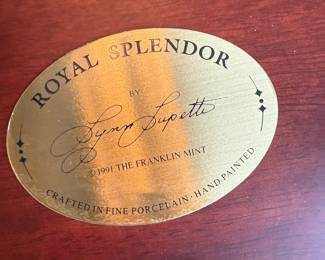 ROYAL SPLENDOR
BY
Lynn Lupetti
©1991 THE FRANKLIN MINT
CRAFTED IN FINE PORCELAIN · HAND PAINTED